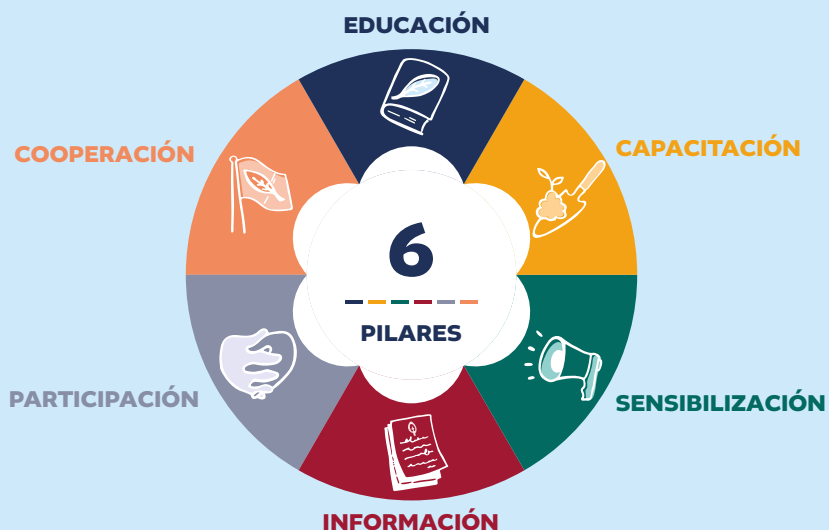 EDUCACIÓN
COOPERACIÓN
CAPACITACIÓN
6
PILARES
PARTICIPACIÓN
SENSIBILIZACIÓN
INFORMACIÓN